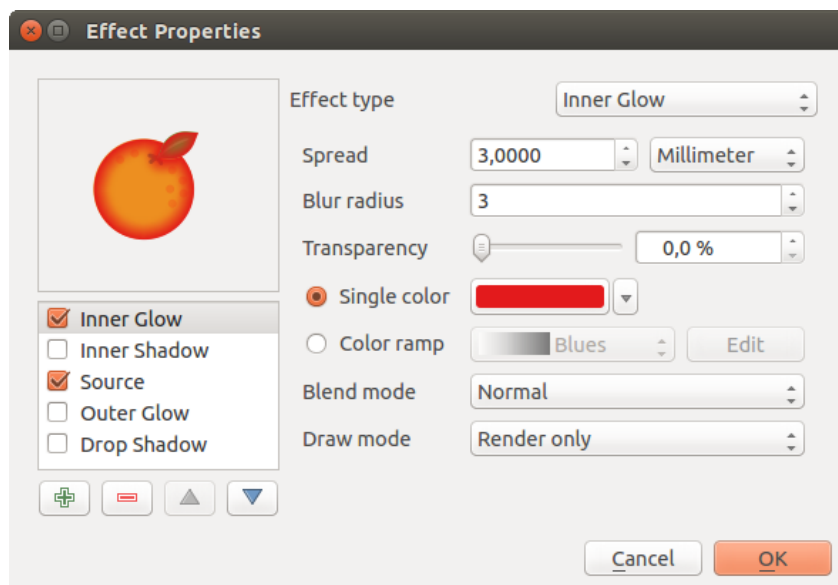 Effect Properties
Effect type
Inner Glow
Spread
3,0000
Millimeter
Blur radius
3
Transparency
0,0 %
Single color
Color ramp
Blues
Edit
Blend mode
Normal
Draw mode
Render only
Inner Glow
Inner Shadow
Source
Outer Glow
Drop Shadow
Cancel
OK